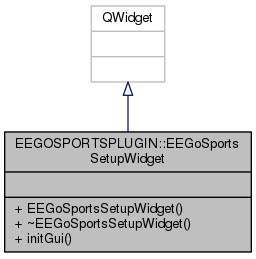 QWidget
EEGOSPORTSPLUGIN::EEGoSports
SetupWidget
+ EEGoSportsSetupWidget()
+ ~EEGoSportsSetupWidget()
+ initGui()